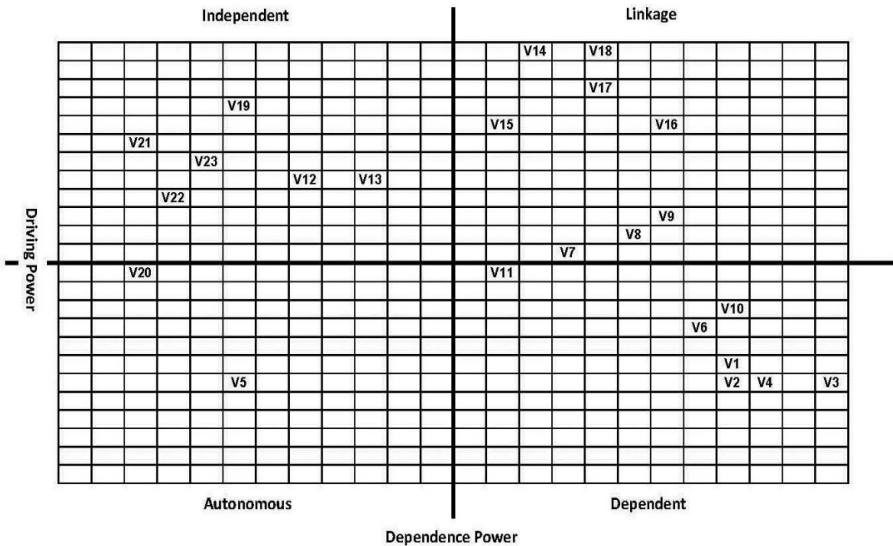 Independent Linkage
V14 V18
V17
V19
V15 V16
V21
V23
V12 V13
V22
V9
V8
V7
Driving Power
V20 V11
V10
V6
V1
V5 V2 V4 V3
Autonomous Dependent
Dependence Power